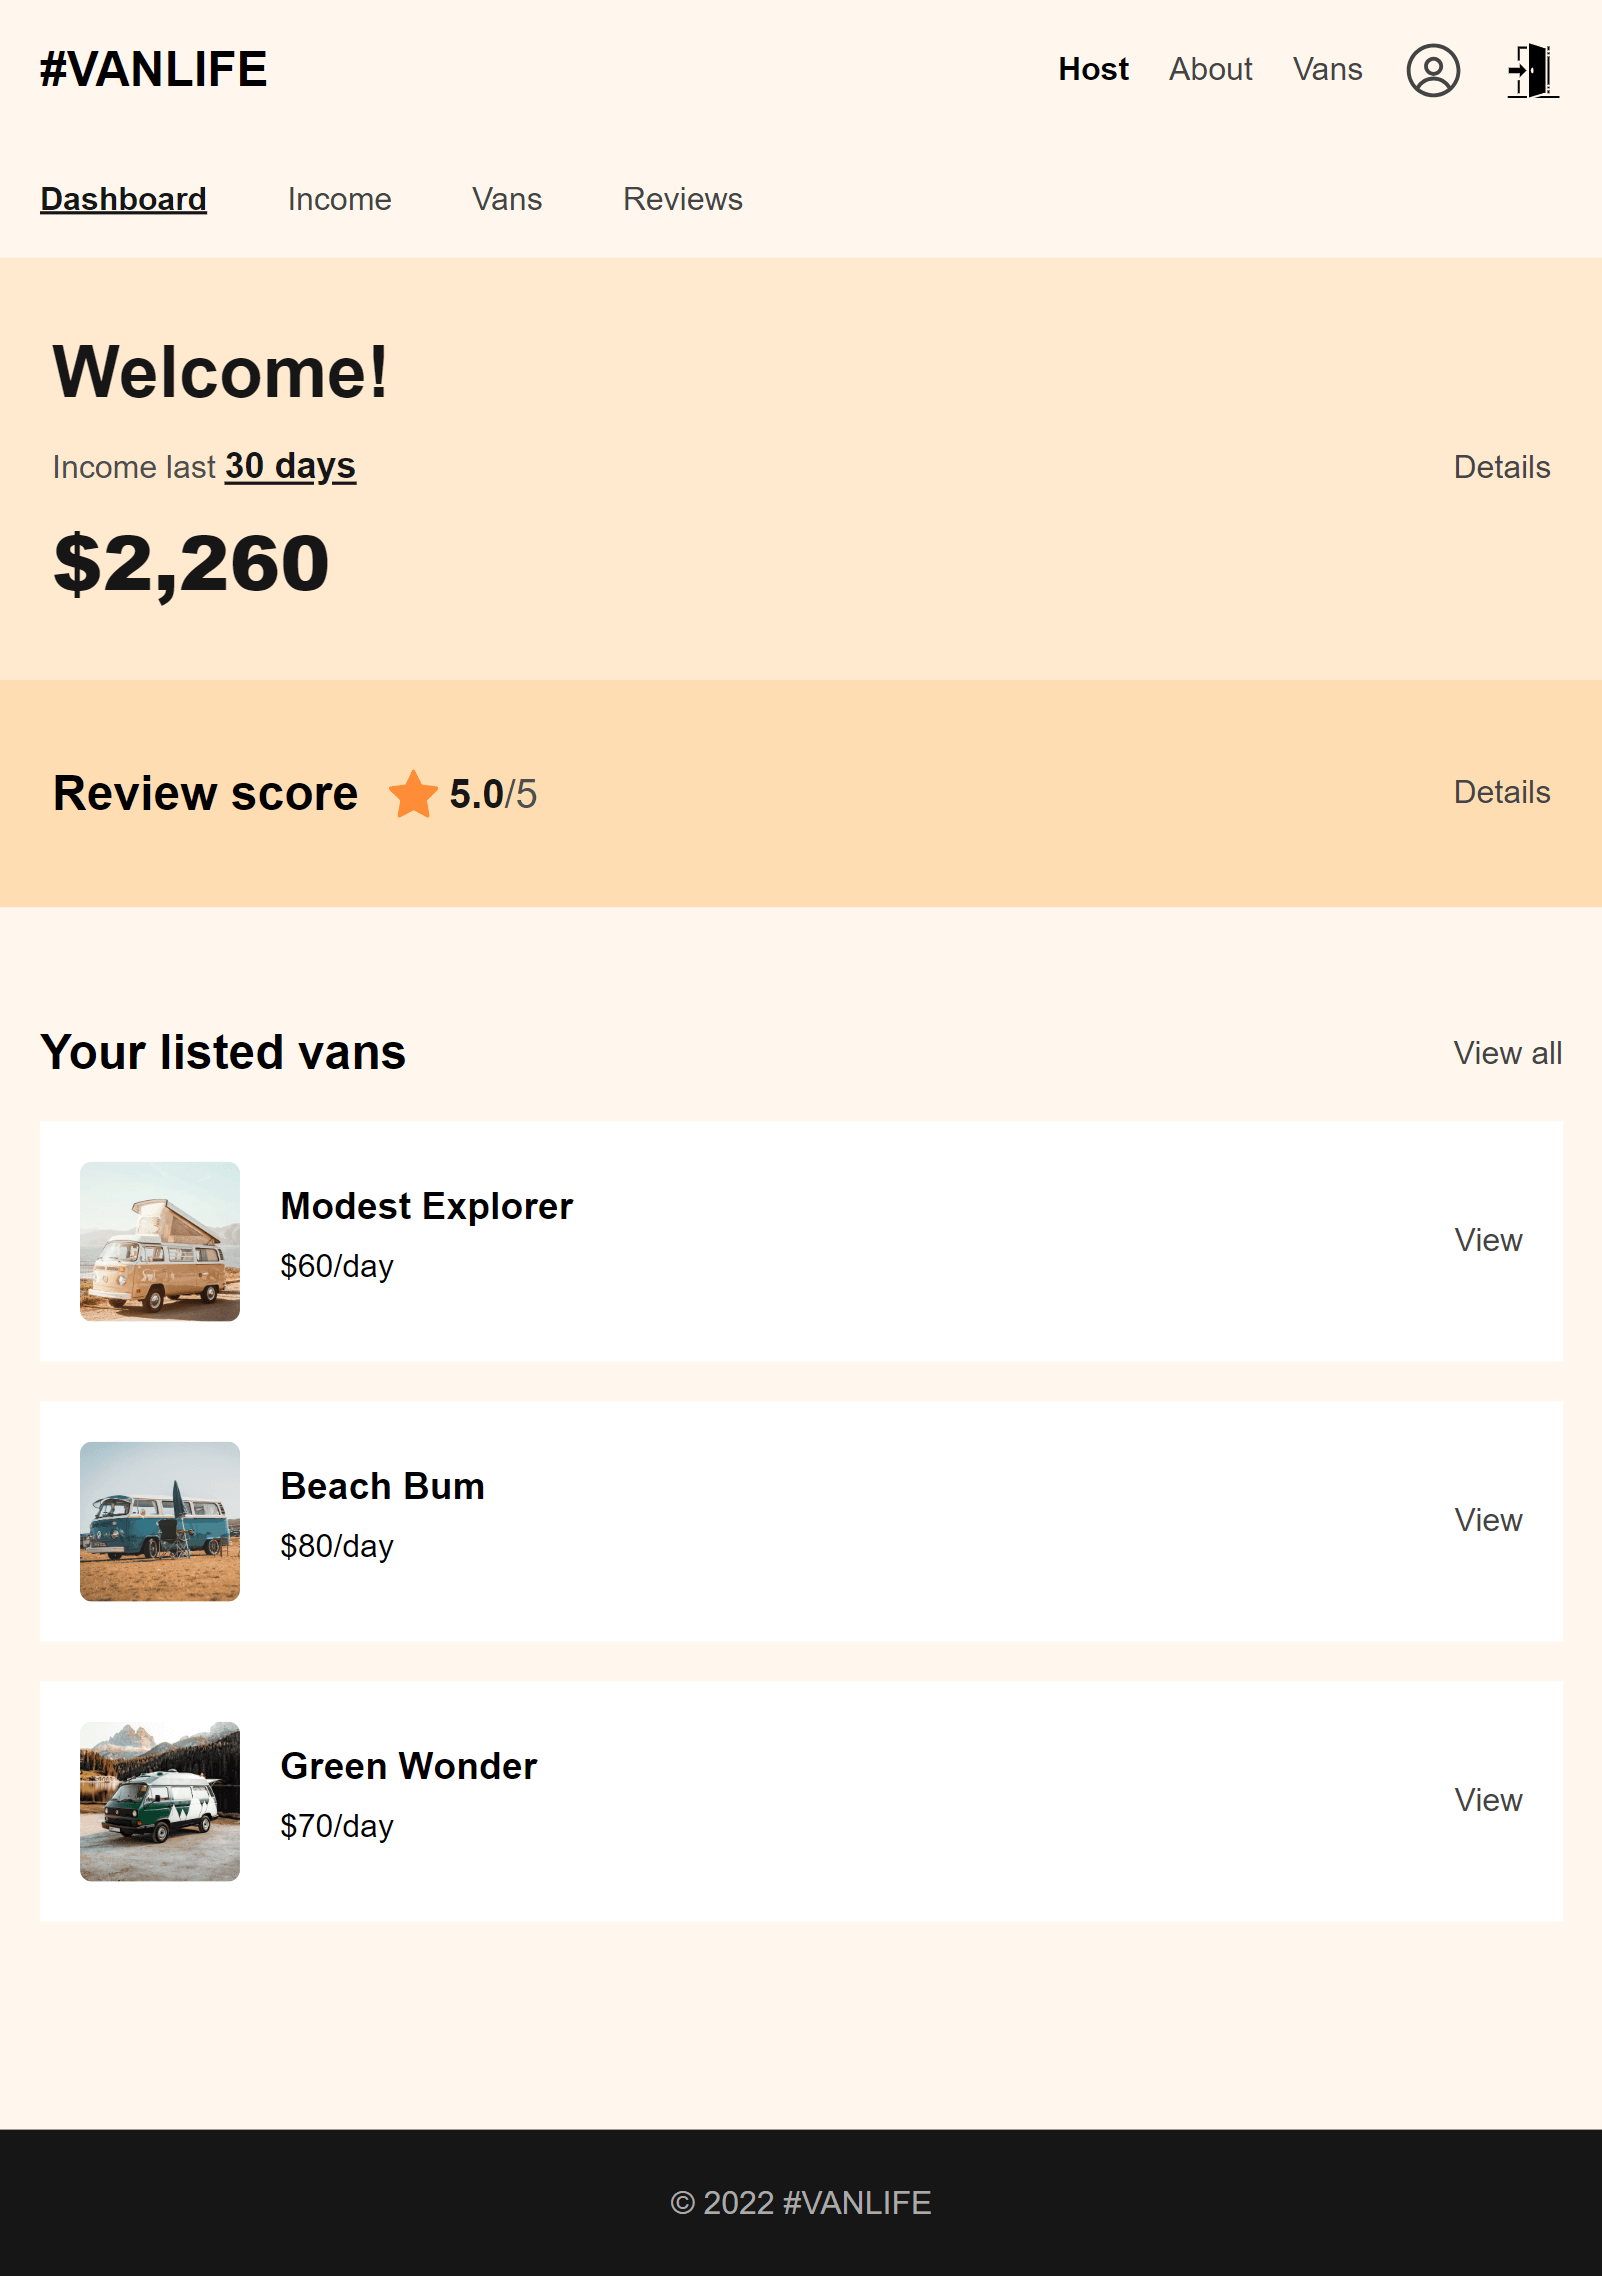 #VANLIFE
Host About Vans
Dashboard Income Vans Reviews
Welcome!
Income last 30 days Details
$2,260
Review score 5.0/5 Details
Your listed vans View all
Modest Explorer
$60/day
View
Beach Bum
$80/day
View
Green Wonder
$70/day
View
© 2022 #VANLIFE